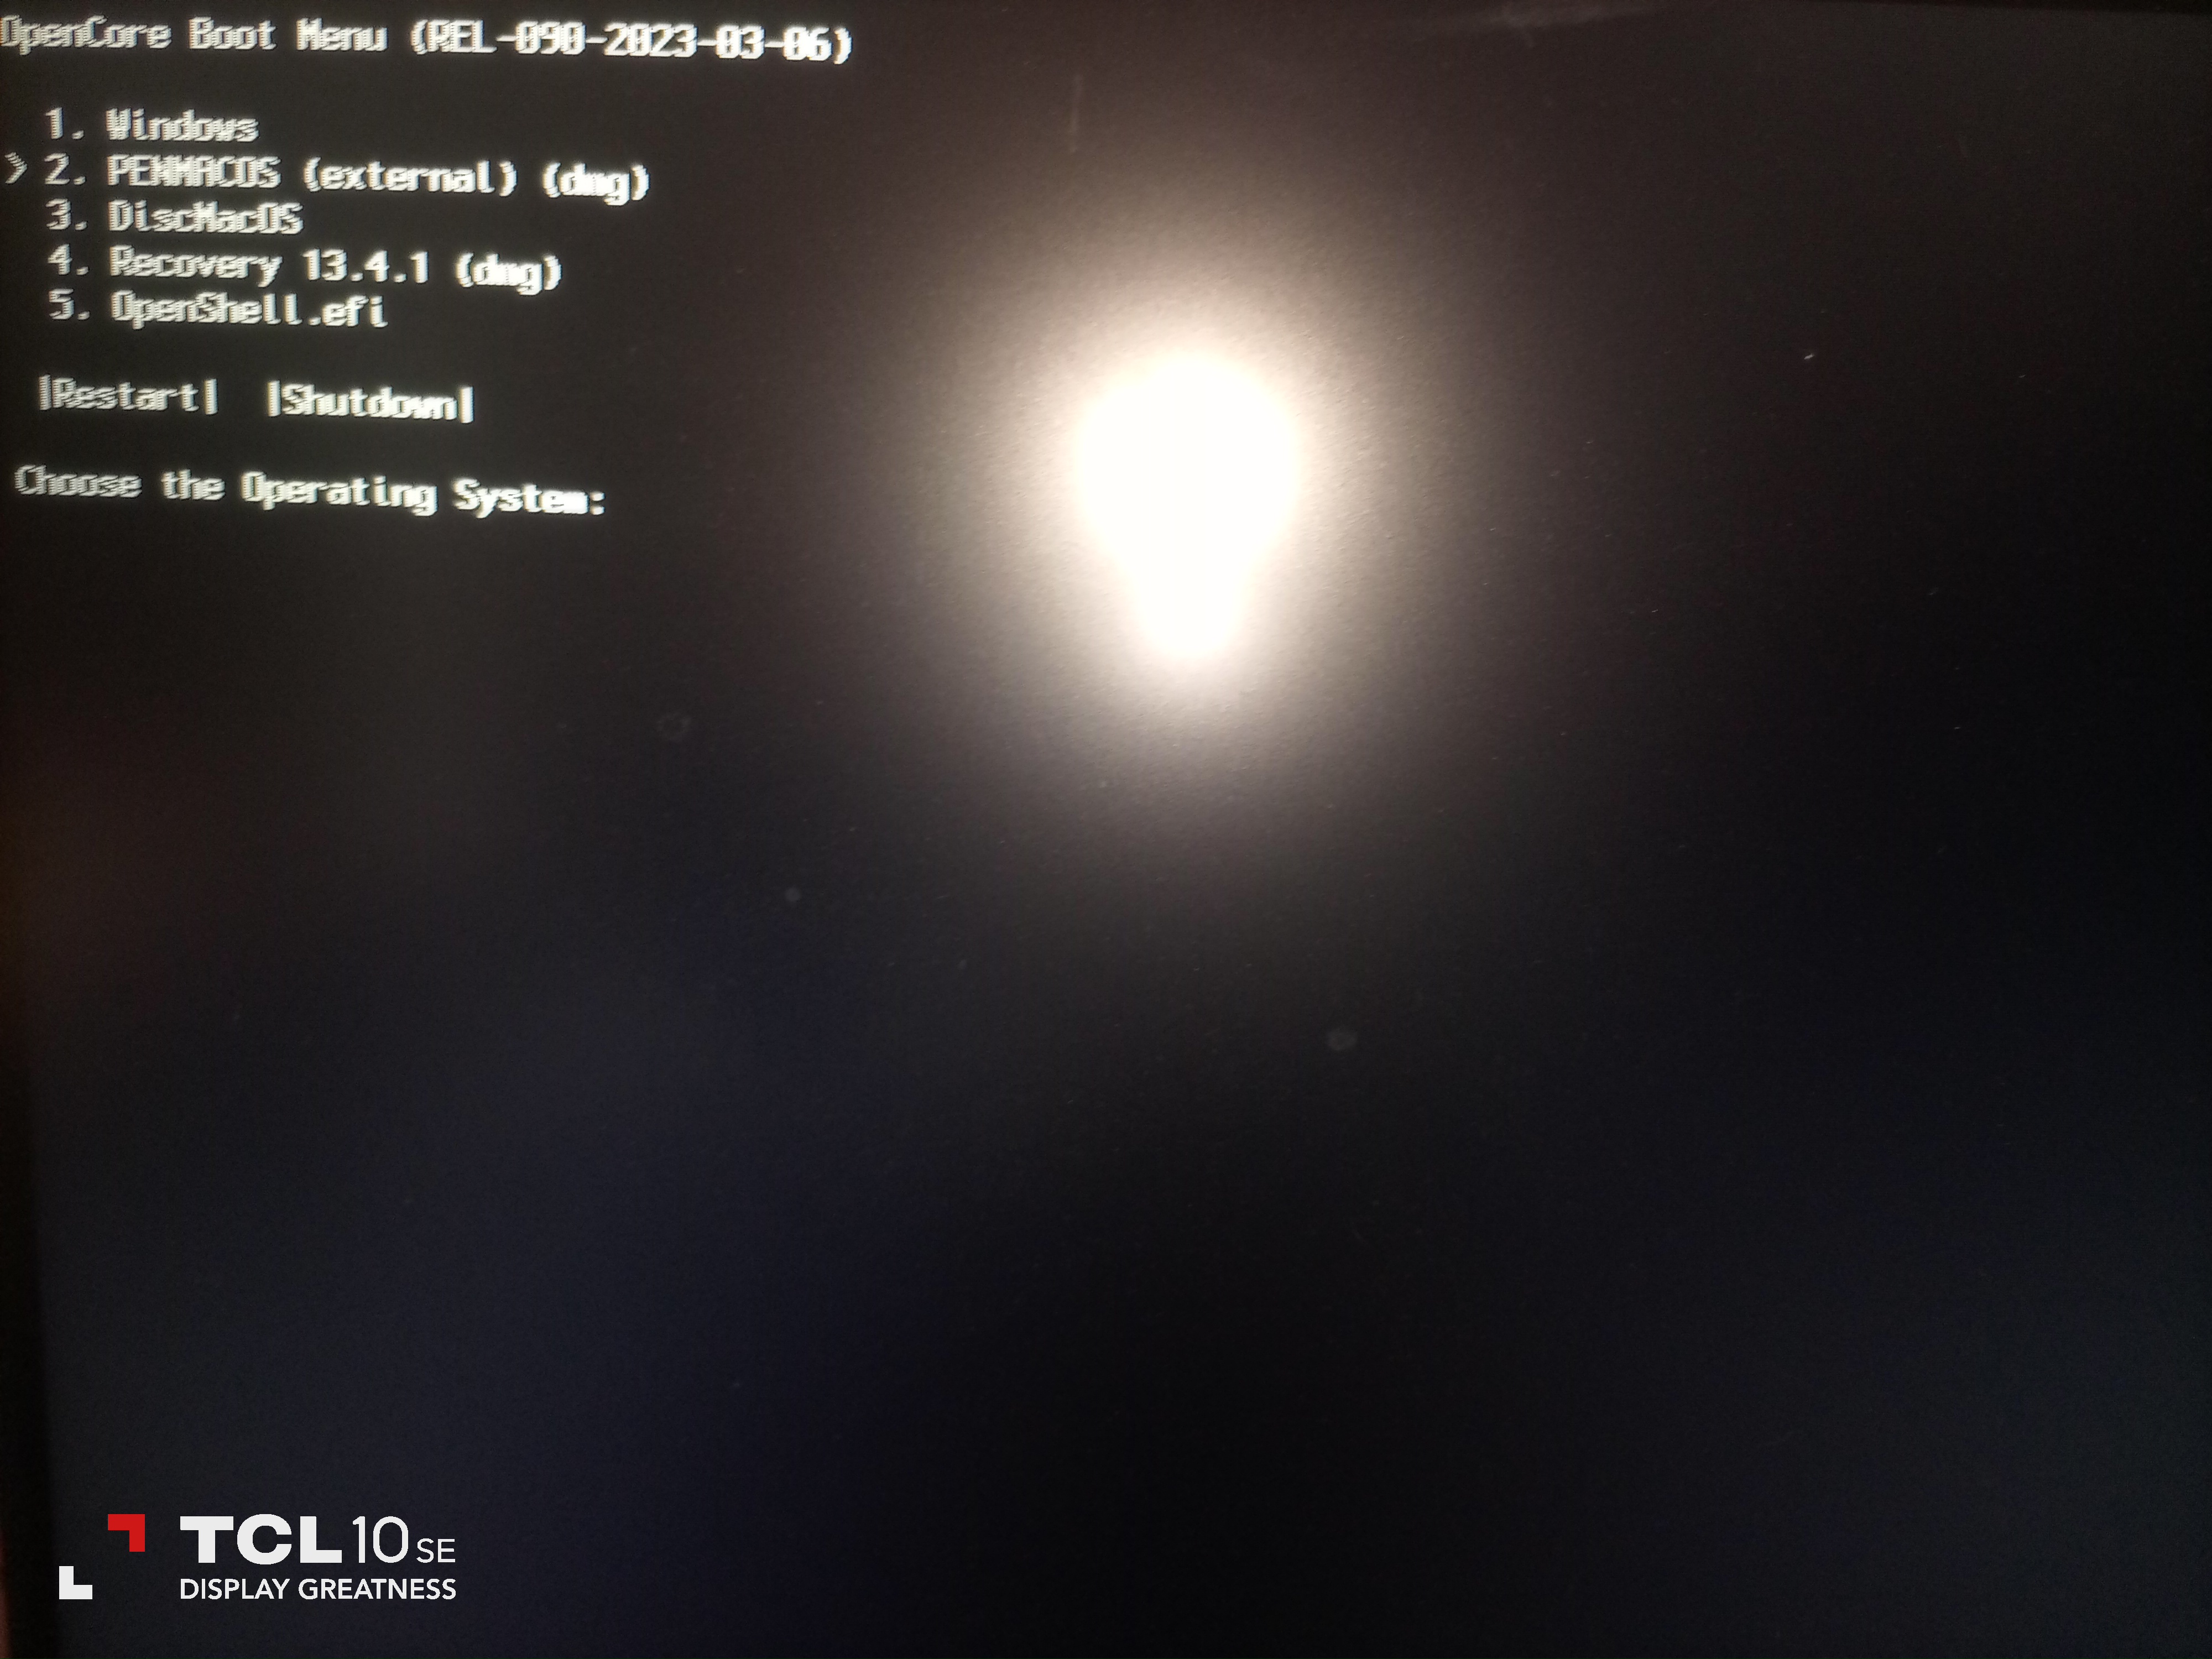 OpenCore Boot Menu (REL-090-2023-03-06)
1. Windows
> 2. PENMACOS (external) (dmg)
3. DiscMacOS
4. Recovery 13.4.1 (dmg)
5. OpenShell.efi
|Restart| |Shutdown|
Choose the Operating System:
TCL 10 SE
DISPLAY GREATNESS